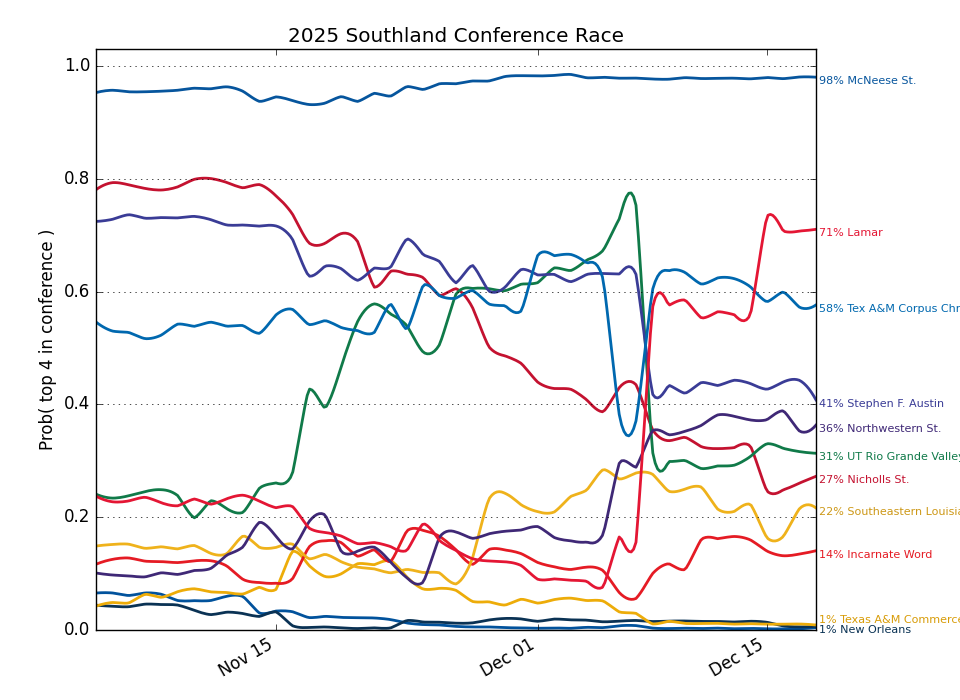 2025 Southland Conference Race
Prob( top 4 in conference )
1.0
0.8
0.6
0.4
0.2
0.0
Nov 15
Dec 01
Dec 15
98% McNeese St.
71% Lamar
58% Tex A&M Corpus Chr
41% Stephen F. Austin
36% Northwestern St.
31% UT Rio Grande Valley
27% Nicholls St.
22% Southeastern Louisia
14% Incarnate Word
1% Texas A&M Commerce
1% New Orleans